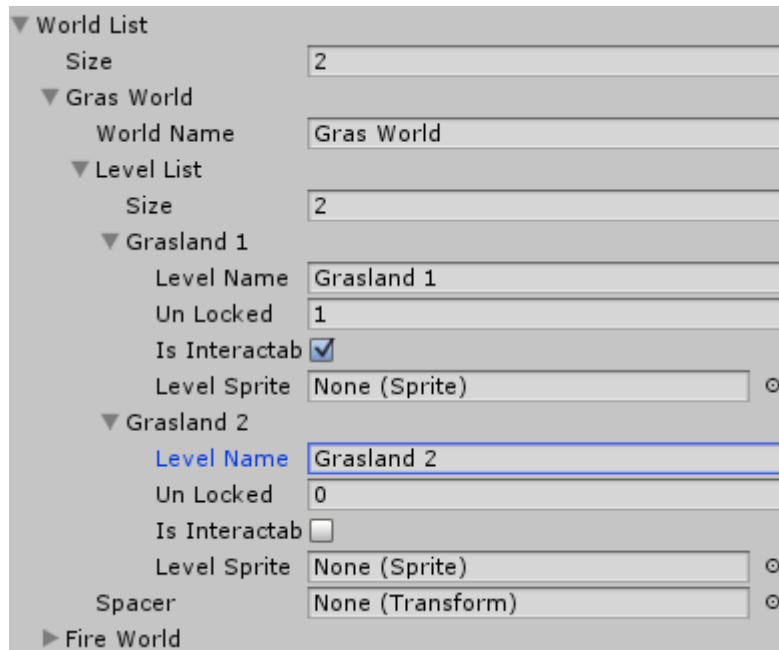 World List
Size 2
Gras World
World Name Gras World
Level List
Size 2
Grasland 1
Level Name Grasland 1
Un Locked 1
Is Interactab
Level Sprite None (Sprite)
Grasland 2
Level Name Grasland 2
Un Locked 0
Is Interactab
Level Sprite None (Sprite)
Spacer None (Transform)
Fire World